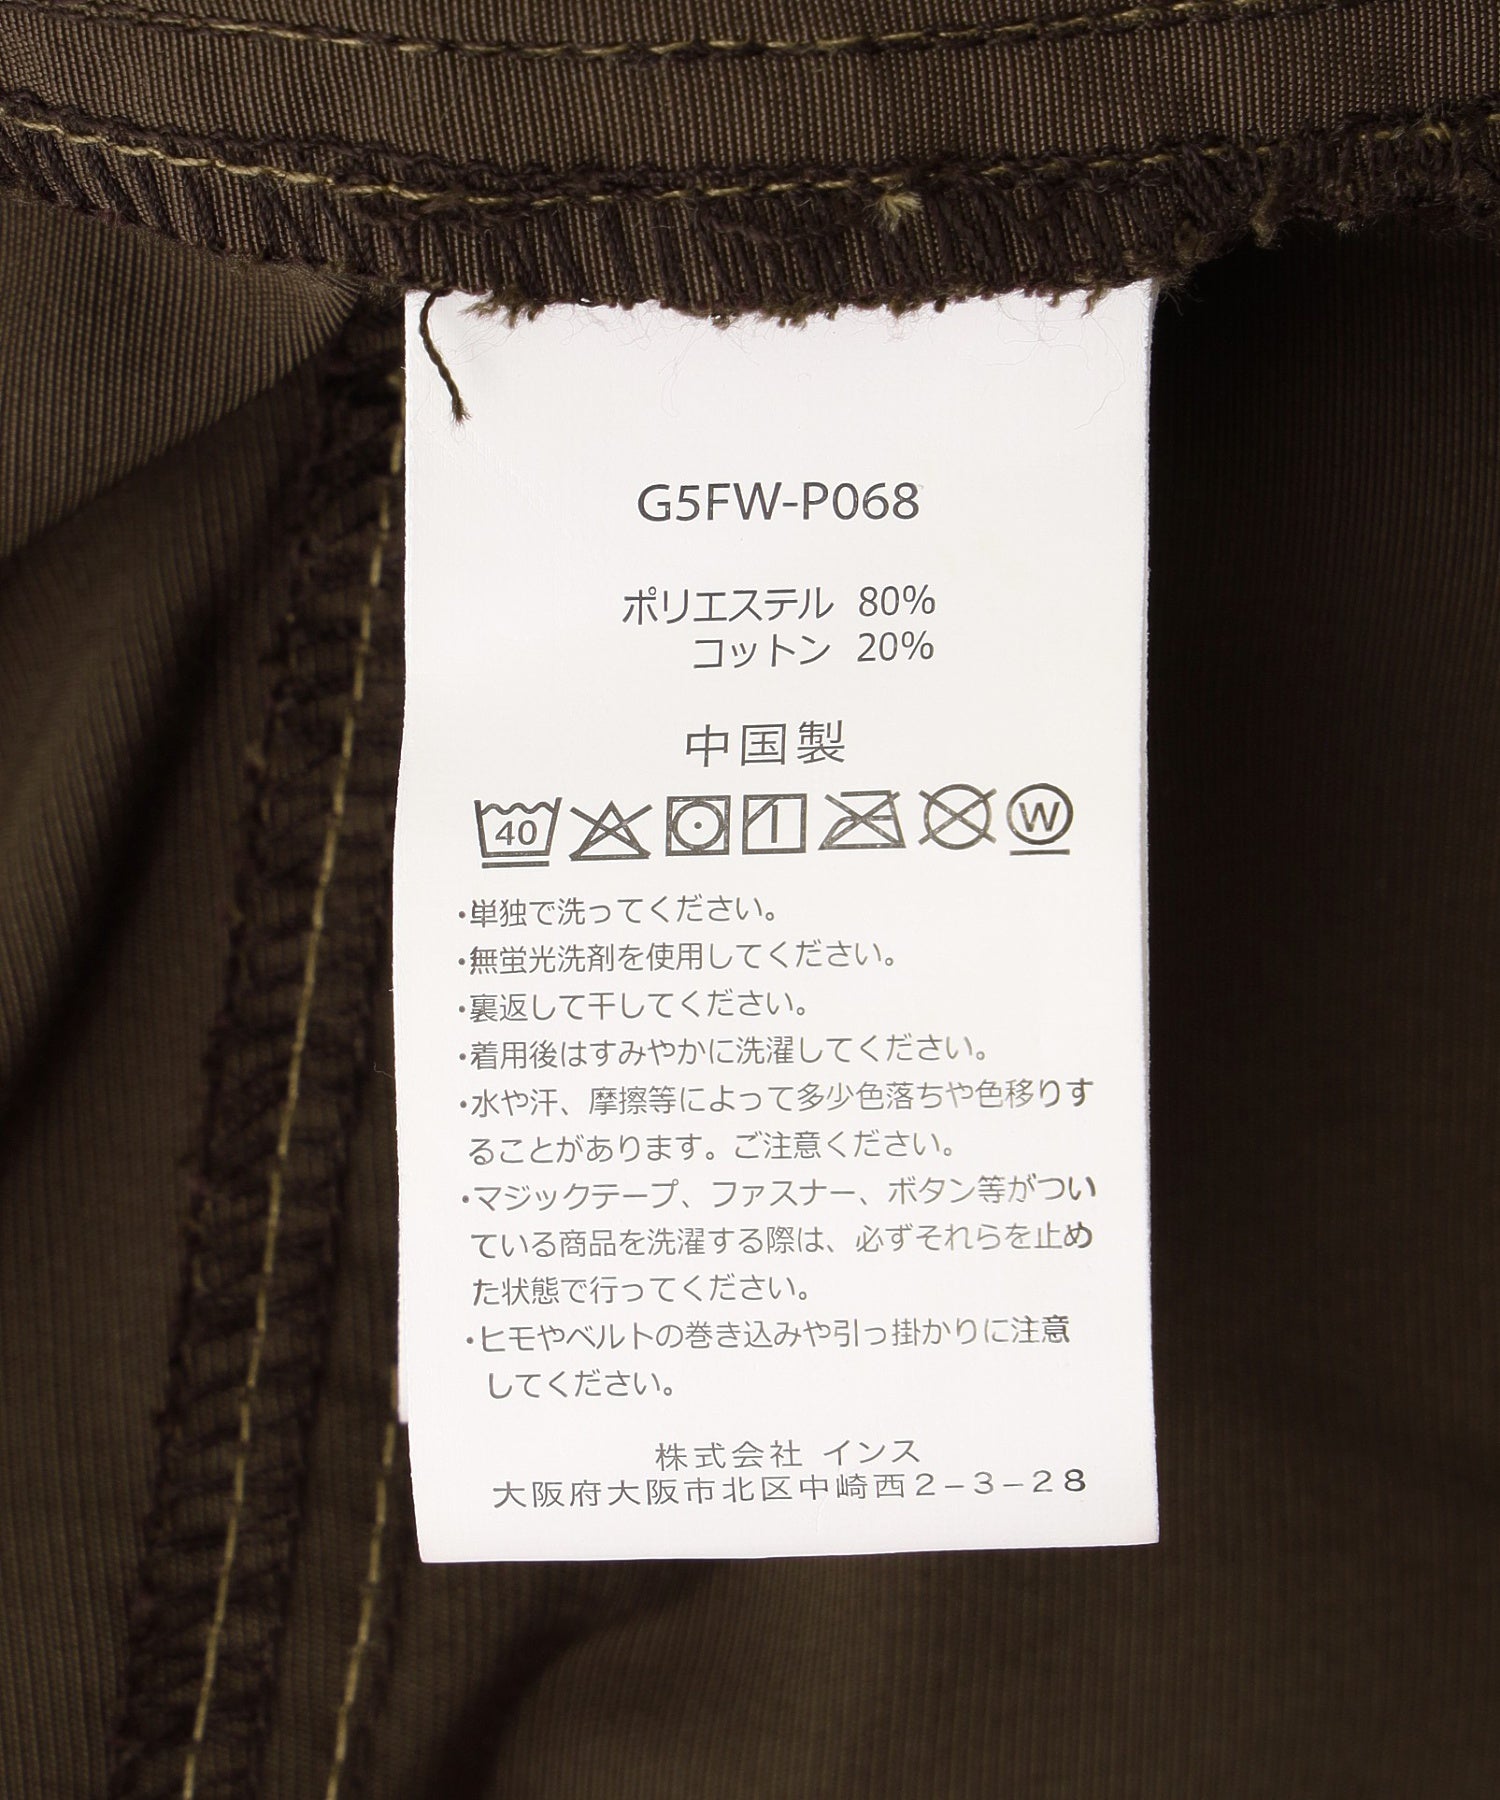 G5FW-P068
ポリエステル 80%
コットン 20%
中国製
40 W
・単独で洗ってください。
・無蛍光洗剤を使用してください。
・裏返して干してください。
・着用後はすみやかに洗濯してください。
・水や汗、摩擦等によって多少色落ちや色移りす
ることがあります。ご注意ください。
・マジックテープ、ファスナー、ボタン等がつい
ている商品を洗濯する際は、必ずそれらを止め
た状態で行ってください。
・ヒモやベルトの巻き込みや引っ掛かりに注意
してください。
株式会社 インス
大阪府大阪市北区中崎西2－3－28